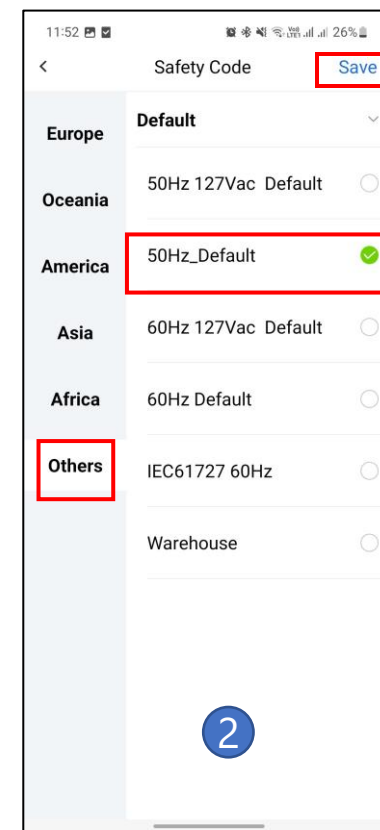 11:52 26%
< Safety Code Save
Europe
Oceania
America
Asia
Africa
Others
Default
50Hz 127Vac Default
50Hz_Default
60Hz 127Vac Default
60Hz Default
IEC61727 60Hz
Warehouse
2